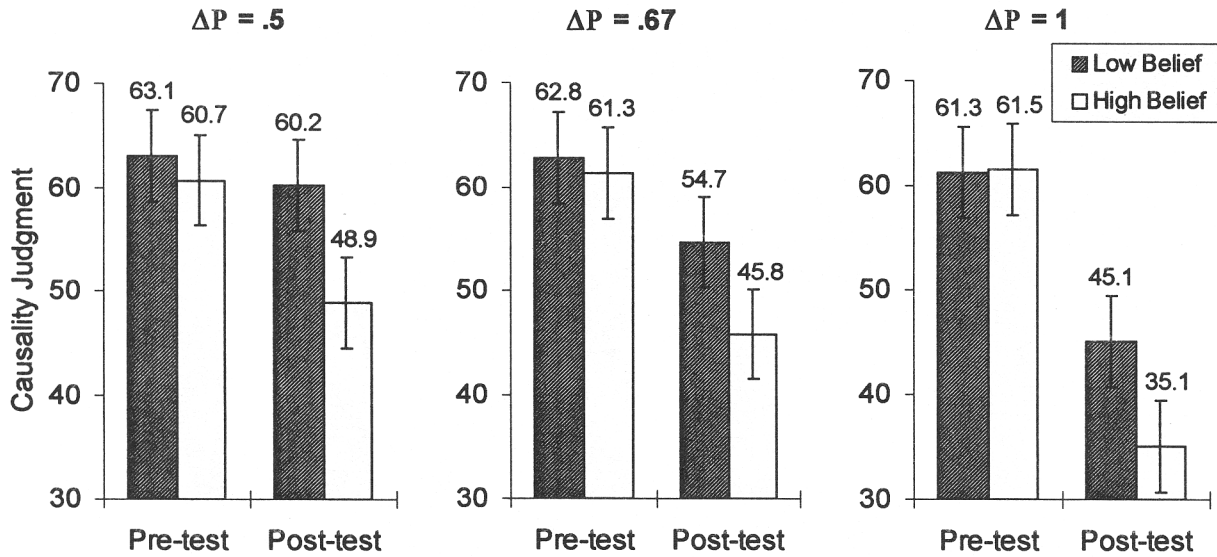 ΔP = .5
ΔP = .67
ΔP = 1
Low Belief
High Belief
Causality Judgment
70
60
50
40
30
63.1
60.7
60.2
48.9
Pre-test
Post-test
70
60
50
40
30
62.8
61.3
54.7
45.8
Pre-test
Post-test
70
60
50
40
30
61.3
61.5
45.1
35.1
Pre-test
Post-test